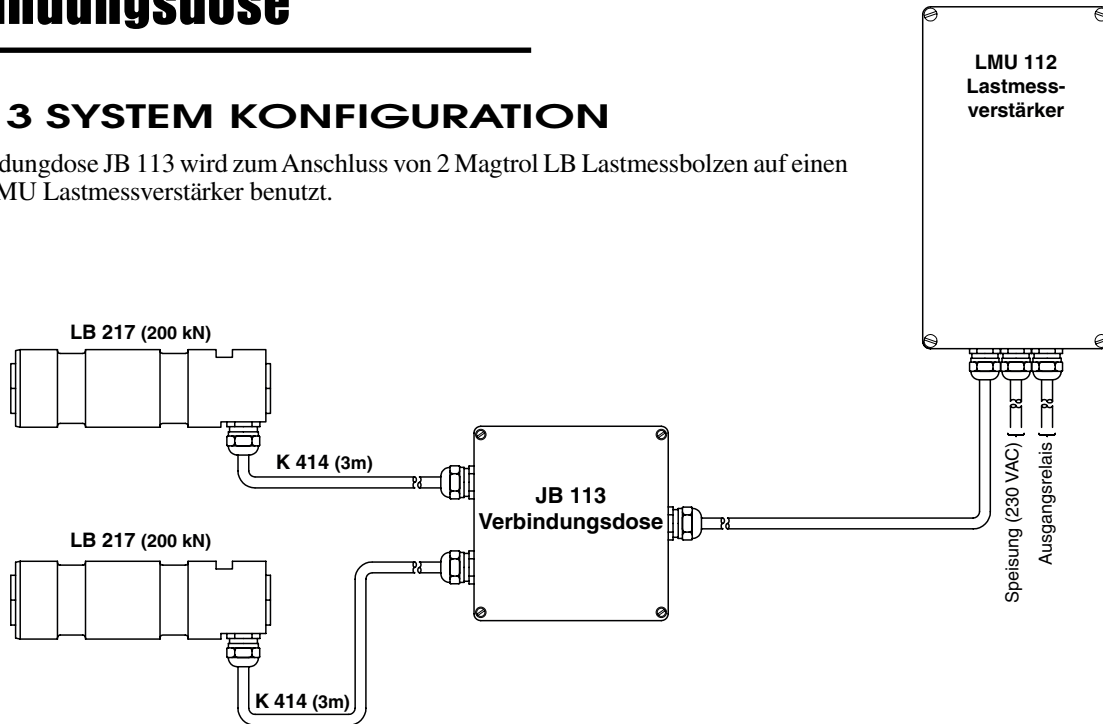 indungsdose
3 SYSTEM KONFIGURATION
dungdose JB 113 wird zum Anschluss von 2 Magtrol LB Lastmessbolzen auf einen
MU Lastmessverstärker benutzt.
LMU 112
Lastmess-
verstärker
LB 217 (200 kN)
K 414 (3m)
JB 113
Verbindungsdose
LB 217 (200 kN)
K 414 (3m)
Speisung (230 VAC)
Ausgangsrelais